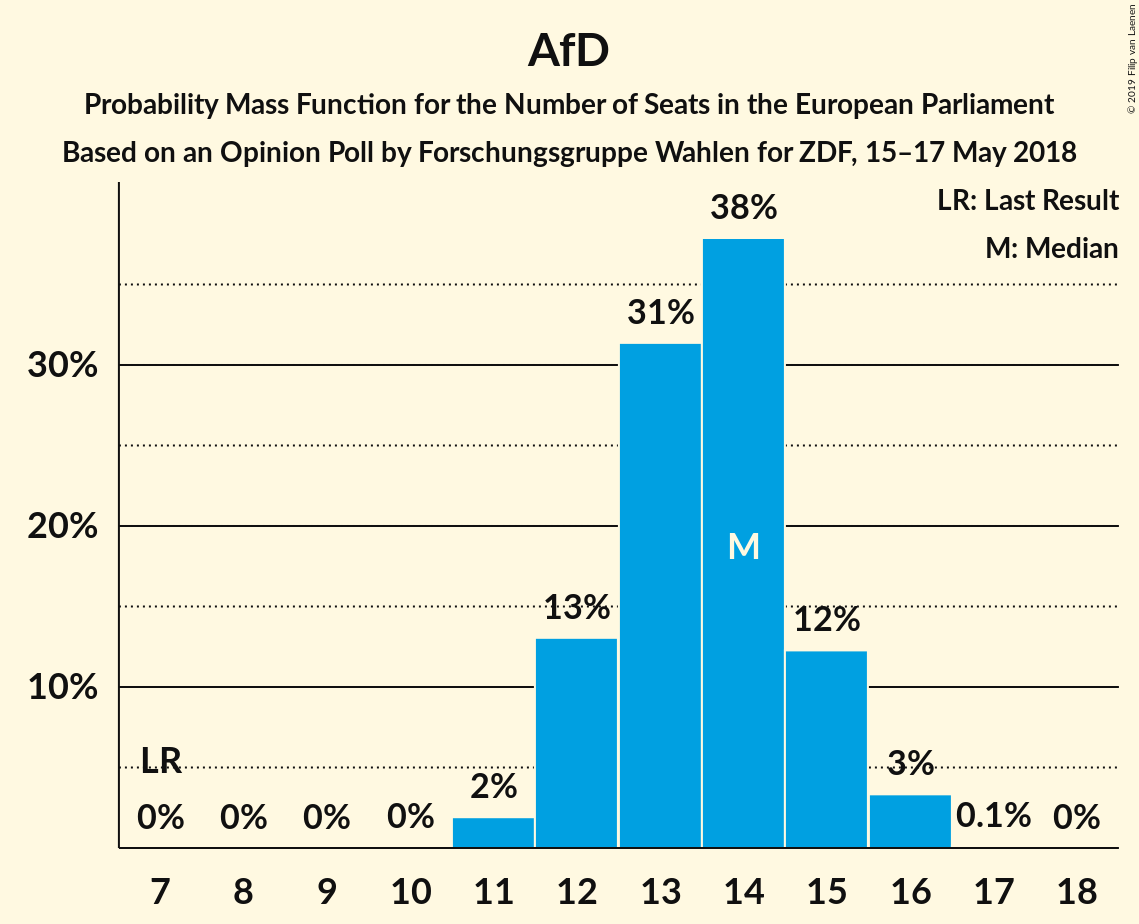 AfD
Probability Mass Function for the Number of Seats in the European Parliament
Based on an Opinion Poll by Forschungsgruppe Wahlen for ZDF, 15–17 May 2018
© 2019 Filip van Laenen
LR: Last Result
M: Median
38%
31%
30%
20%
M
13%
12%
10%
LR
3%
2%
0% 0% 0% 0% 0.1% 0%
7 8 9 10 11 12 13 14 15 16 17 18